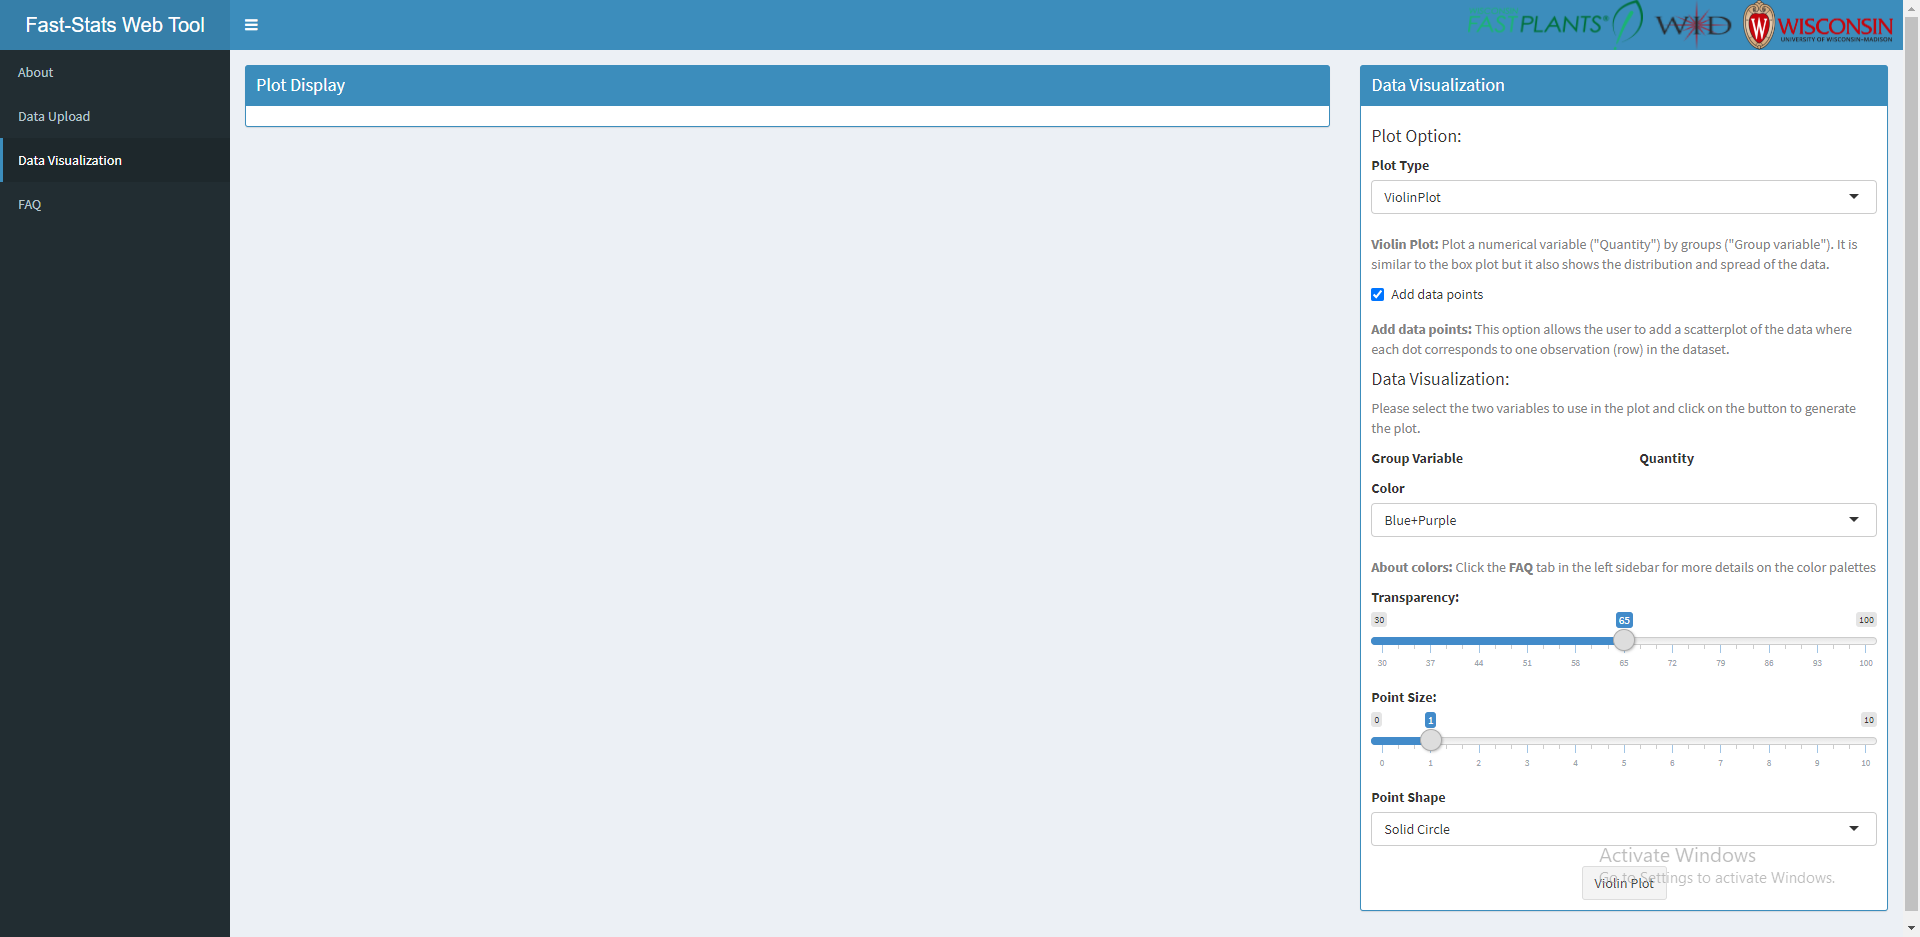 Fast-Stats Web Tool
FAST PLANTS®
WID
WISCONSIN
UNIVERSITY OF WISCONSIN-MADISON
About
Data Upload
Data Visualization
FAQ
Plot Display
Data Visualization
Plot Option:
Plot Type
ViolinPlot
Violin Plot: Plot a numerical variable ("Quantity") by groups ("Group variable"). It is
similar to the box plot but it also shows the distribution and spread of the data.
Add data points
Add data points: This option allows the user to add a scatterplot of the data where
each dot corresponds to one observation (row) in the dataset.
Data Visualization:
Please select the two variables to use in the plot and click on the button to generate
the plot.
Group Variable Quantity
Color
Blue+Purple
About colors: Click the FAQ tab in the left sidebar for more details on the color palettes
Transparency:
30 65 100
30 37 44 51 58 65 72 79 86 93 100
Point Size:
0 1 10
0 1 2 3 4 5 6 7 8 9 10
Point Shape
Solid Circle
Activate Windows
Go to Settings to activate Windows.
Violin Plot